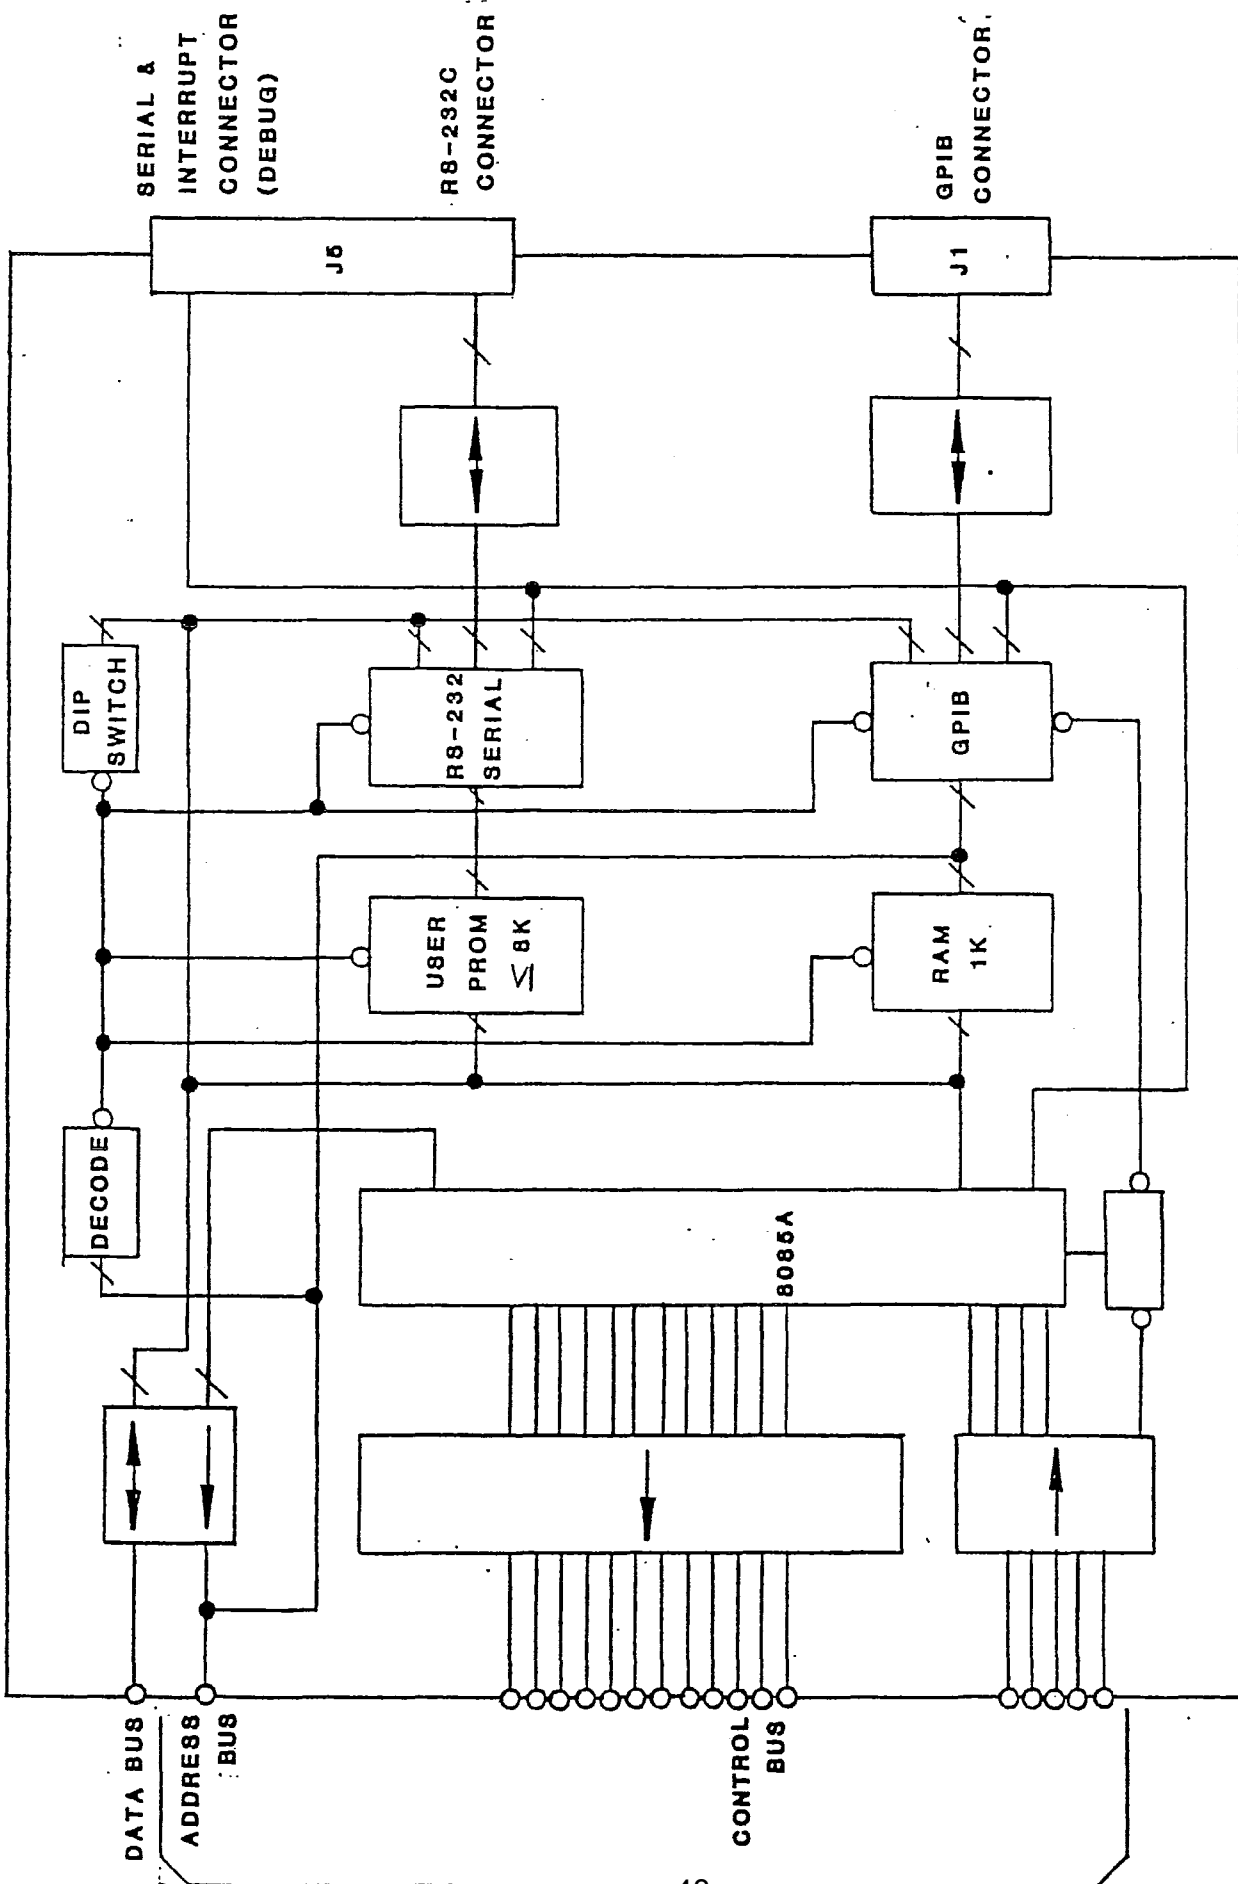 SERIAL &
INTERRUPT
CONNECTOR
(DEBUG)
RS-232C
CONNECTOR
GPIB
CONNECTOR
J5
J1
DIP
SWITCH
RS-232
SERIAL
GPIB
USER
PROM
≤ 8K
RAM
1K
DECODE
8085A
DATA BUS
ADDRESS
BUS
CONTROL
BUS